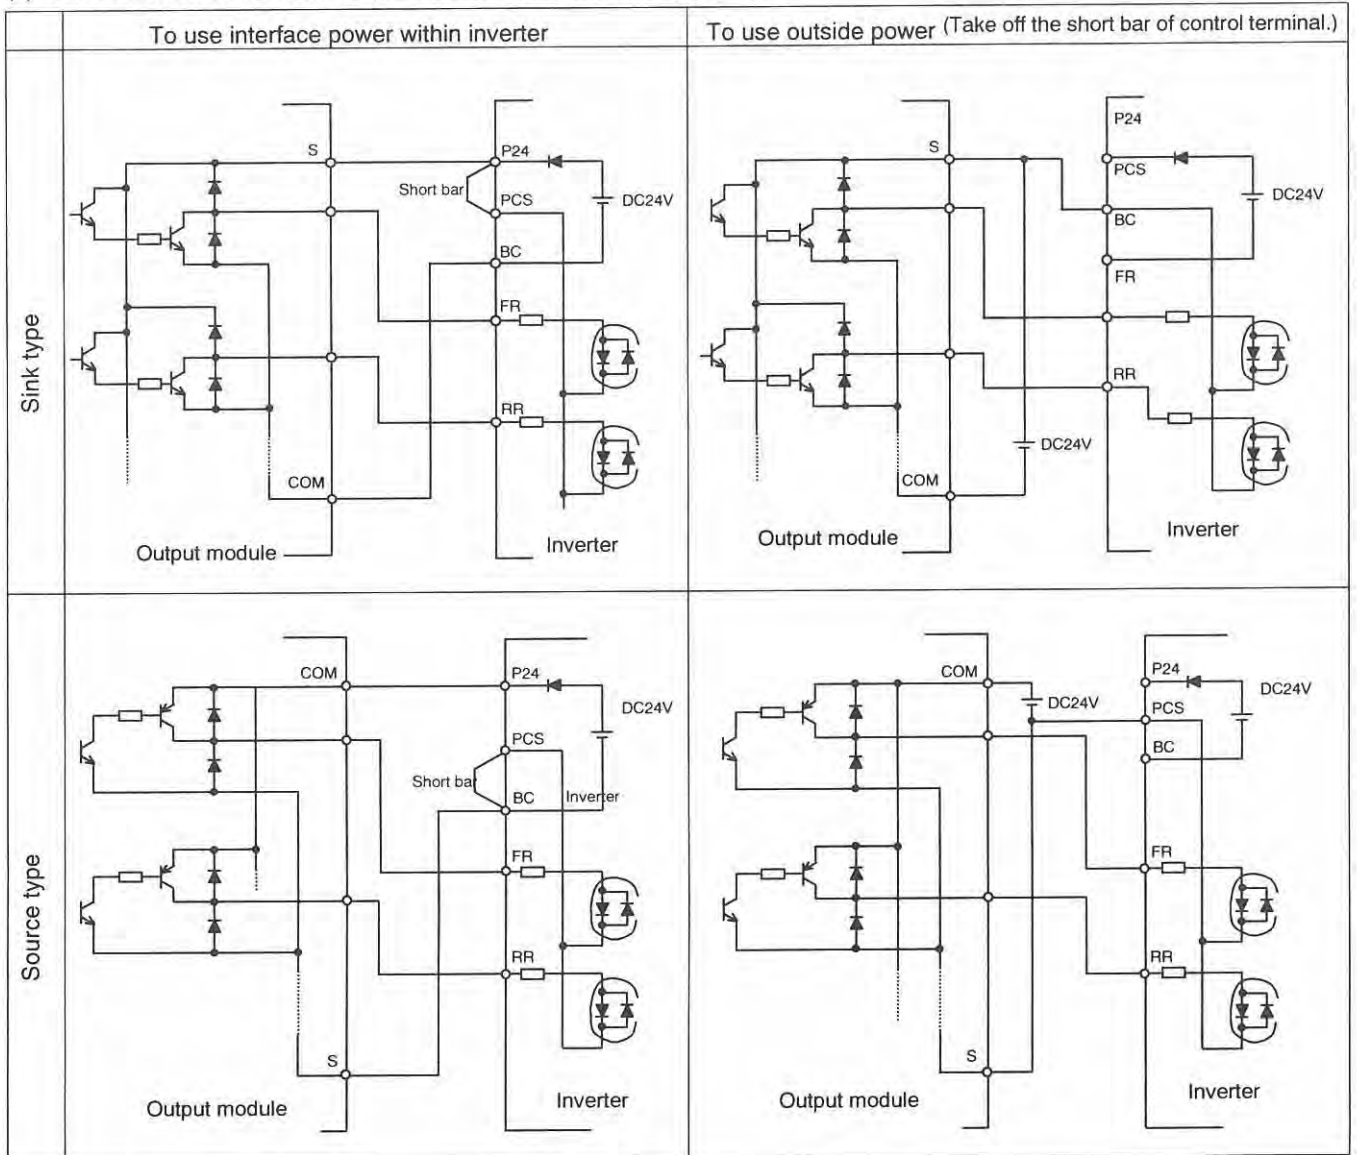 To use interface power within inverter
To use outside power (Take off the short bar of control terminal.)
Sink type
S
P24
Short bar
PCS
DC24V
BC
FR
RR
COM
Output module
Inverter
S
P24
PCS
DC24V
BC
FR
RR
DC24V
COM
Output module
Inverter
Source type
COM
P24
DC24V
PCS
Short bar
BC
Inverter
FR
RR
S
Output module
Inverter
COM
DC24V
P24
DC24V
PCS
BC
FR
RR
S
Output module
Inverter